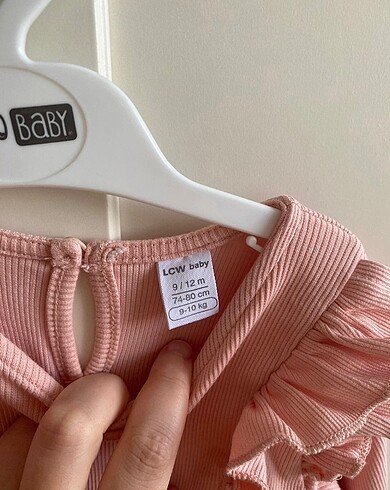 BABY
LCW baby
9 / 12 m
74-80 cm
9-10 kg